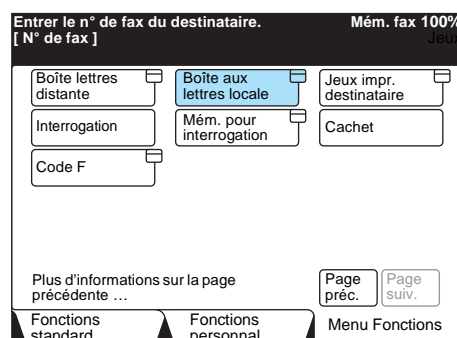 Entrer le n° de fax du destinataire. Mém. fax 100%
[ N° de fax ] Jeux
Boîte lettres distante
Boîte aux lettres locale
Jeux impr. destinataire
Interrogation
Mém. pour interrogation
Cachet
Code F
Plus d'informations sur la page
précédente …
Page préc.
Page suiv.
Fonctions standard
Fonctions personnal
Menu Fonctions